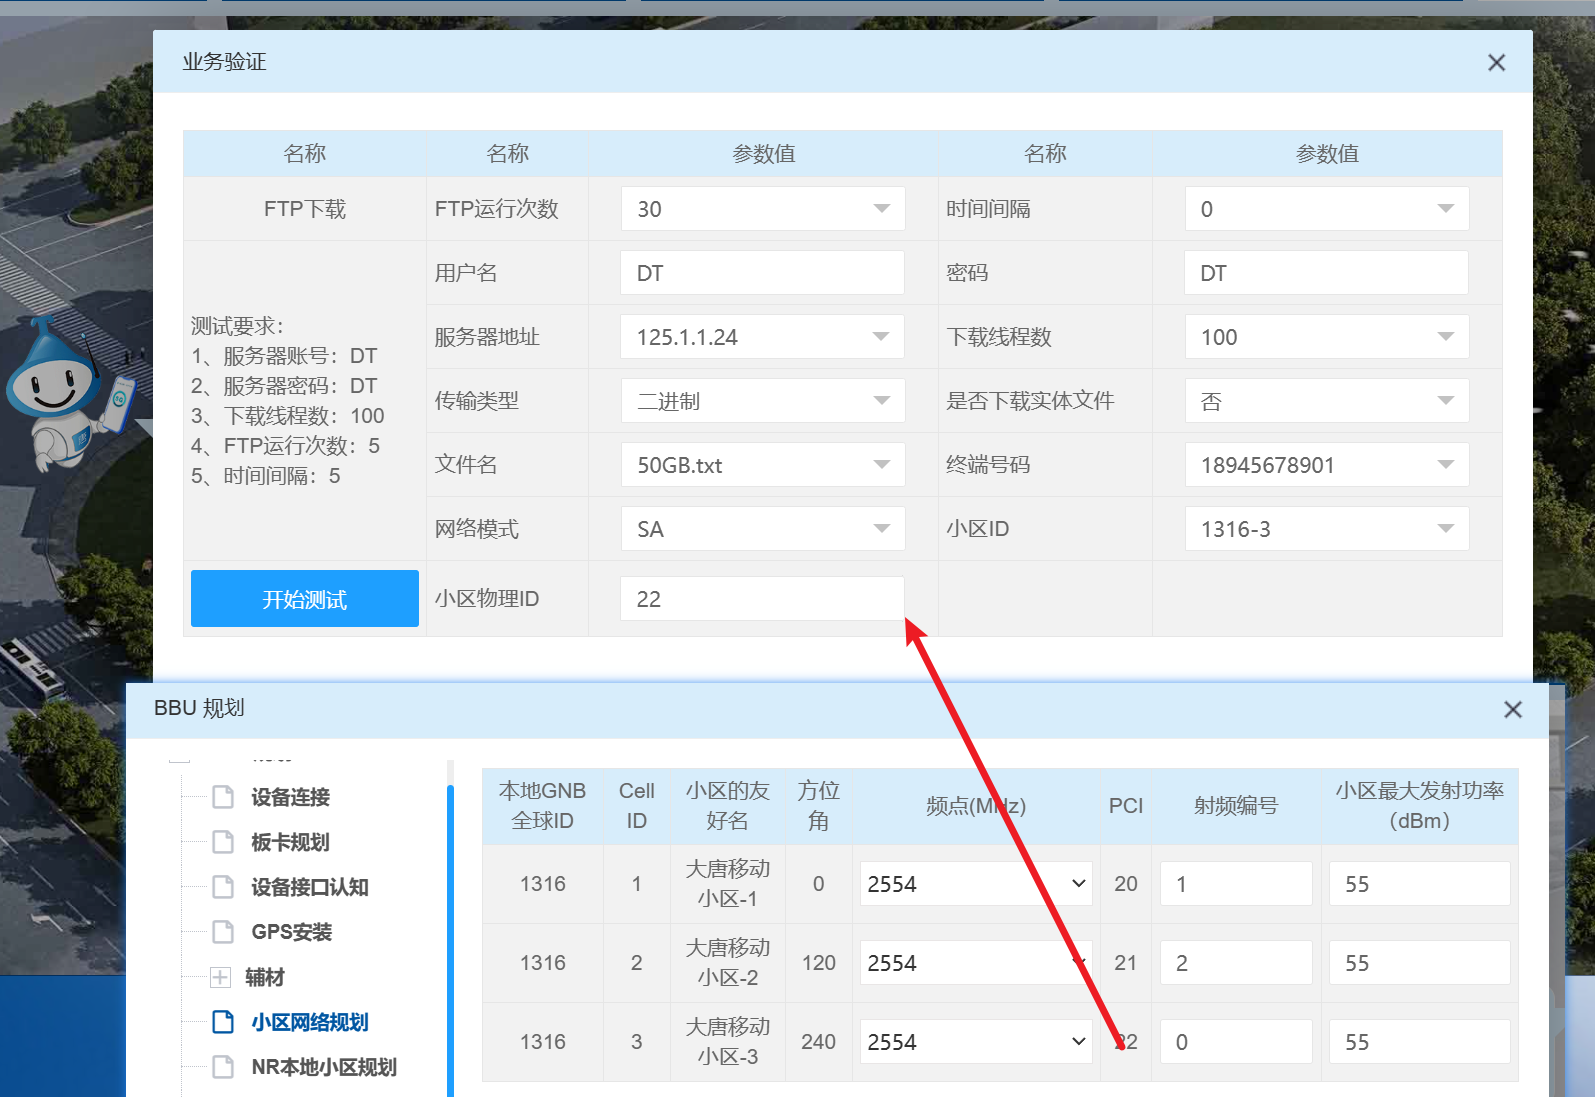 业务验证
名称 名称 参数值 名称 参数值
FTP下载 FTP运行次数 30 时间间隔 0
用户名 DT 密码 DT
测试要求：
1、服务器账号：DT
2、服务器密码：DT
3、下载线程数：100
4、FTP运行次数：5
5、时间间隔：5
服务器地址 125.1.1.24 下载线程数 100
传输类型 二进制 是否下载实体文件 否
文件名 50GB.txt 终端号码 18945678901
网络模式 SA 小区ID 1316-3
开始测试 小区物理ID 22
BBU 规划
设备连接
板卡规划
设备接口认知
GPS安装
辅材
小区网络规划
NR本地小区规划
本地GNB全球ID Cell ID 小区的友好名 方位角 频点(MHz) PCI 射频编号 小区最大发射功率（dBm）
1316 1 大唐移动小区-1 0 2554 20 1 55
1316 2 大唐移动小区-2 120 2554 21 2 55
1316 3 大唐移动小区-3 240 2554 22 0 55